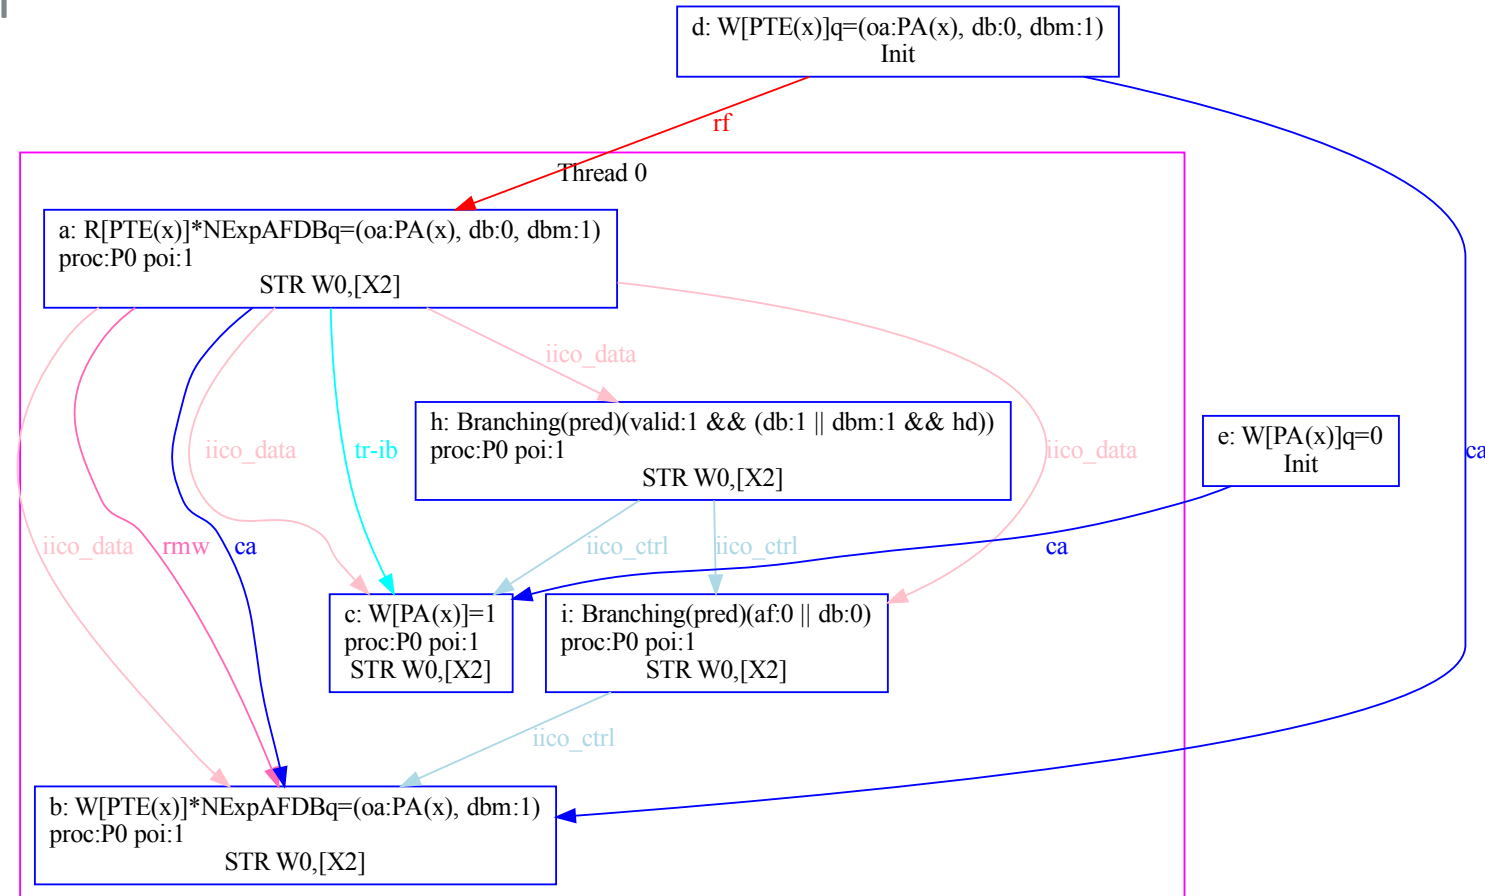 d: W[PTE(x)]q=(oa:PA(x), db:0, dbm:1)
Init
rf
Thread 0
a: R[PTE(x)]*NExpAFDBq=(oa:PA(x), db:0, dbm:1)
proc:P0 poi:1
STR W0,[X2]
iico_data
h: Branching(pred)(valid:1 && (db:1 || dbm:1 && hd))
proc:P0 poi:1
STR W0,[X2]
e: W[PA(x)]q=0
Init
iico_data
tr-ib
iico_data
ca
iico_data
rmw
ca
iico_ctrl
iico_ctrl
ca
c: W[PA(x)]=1
proc:P0 poi:1
STR W0,[X2]
i: Branching(pred)(af:0 || db:0)
proc:P0 poi:1
STR W0,[X2]
iico_ctrl
b: W[PTE(x)]*NExpAFDBq=(oa:PA(x), dbm:1)
proc:P0 poi:1
STR W0,[X2]